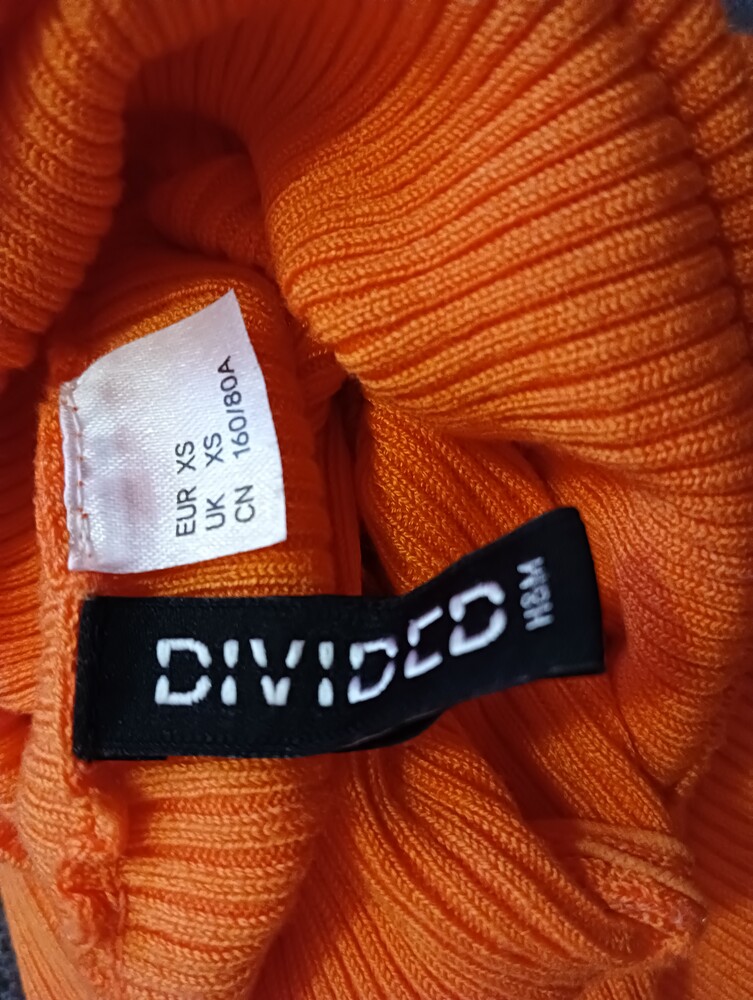 EUR XS
UK XS
CN 160/80A
DIVIDED
H&M